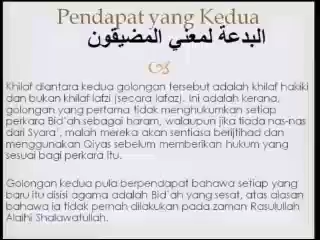 Pendapat yang Kedua
البدعة لمعني المضيقون
Khilaf diantara kedua golongan tersebut adalah khilaf hakiki
dan bukan khilaf lafzi (secara lafaz). Ini adalah kerana,
golongan yang pertama tidak menghukumkan setiap
perkara Bid'ah sebagai haram, walaupun jika tiada nas-nas
dari Syara', malah mereka akan sentiasa berijtihad dan
menggunakan Qiyas sebelum memberikan hukum yang
sesuai bagi perkara itu.
Golongan kedua pula berpendapat bahawa setiap yang
baru itu disisi agama adalah Bid'ah yang sesat, atas alasan
bahawa ia tidak pernah dilakukan pada zaman Rasulullah
Alaihi Shalawatullah.